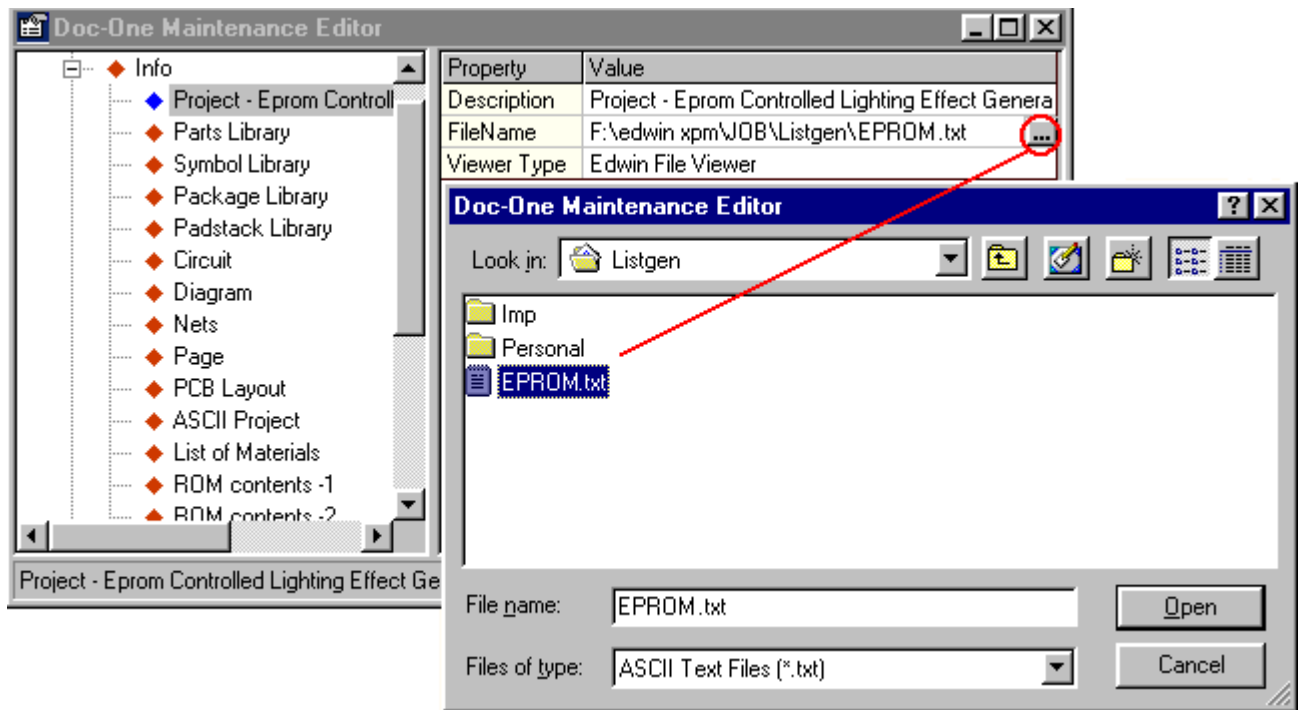 Doc-One Maintenance Editor
Info
Project - Eprom Controll
Parts Library
Symbol Library
Package Library
Padstack Library
Circuit
Diagram
Nets
Page
PCB Layout
ASCII Project
List of Materials
ROM contents -1
ROM contents -2
Property Value
Description Project - Eprom Controlled Lighting Effect Genera
FileName F:\edwin xpm\JOB\Listgen\EPROM.txt ...
Viewer Type Edwin File Viewer
Project - Eprom Controlled Lighting Effect Ge
Doc-One Maintenance Editor
Look in: Listgen
Imp
Personal
EPROM.txt
File name: EPROM.txt Open
Files of type: ASCII Text Files (*.txt) Cancel